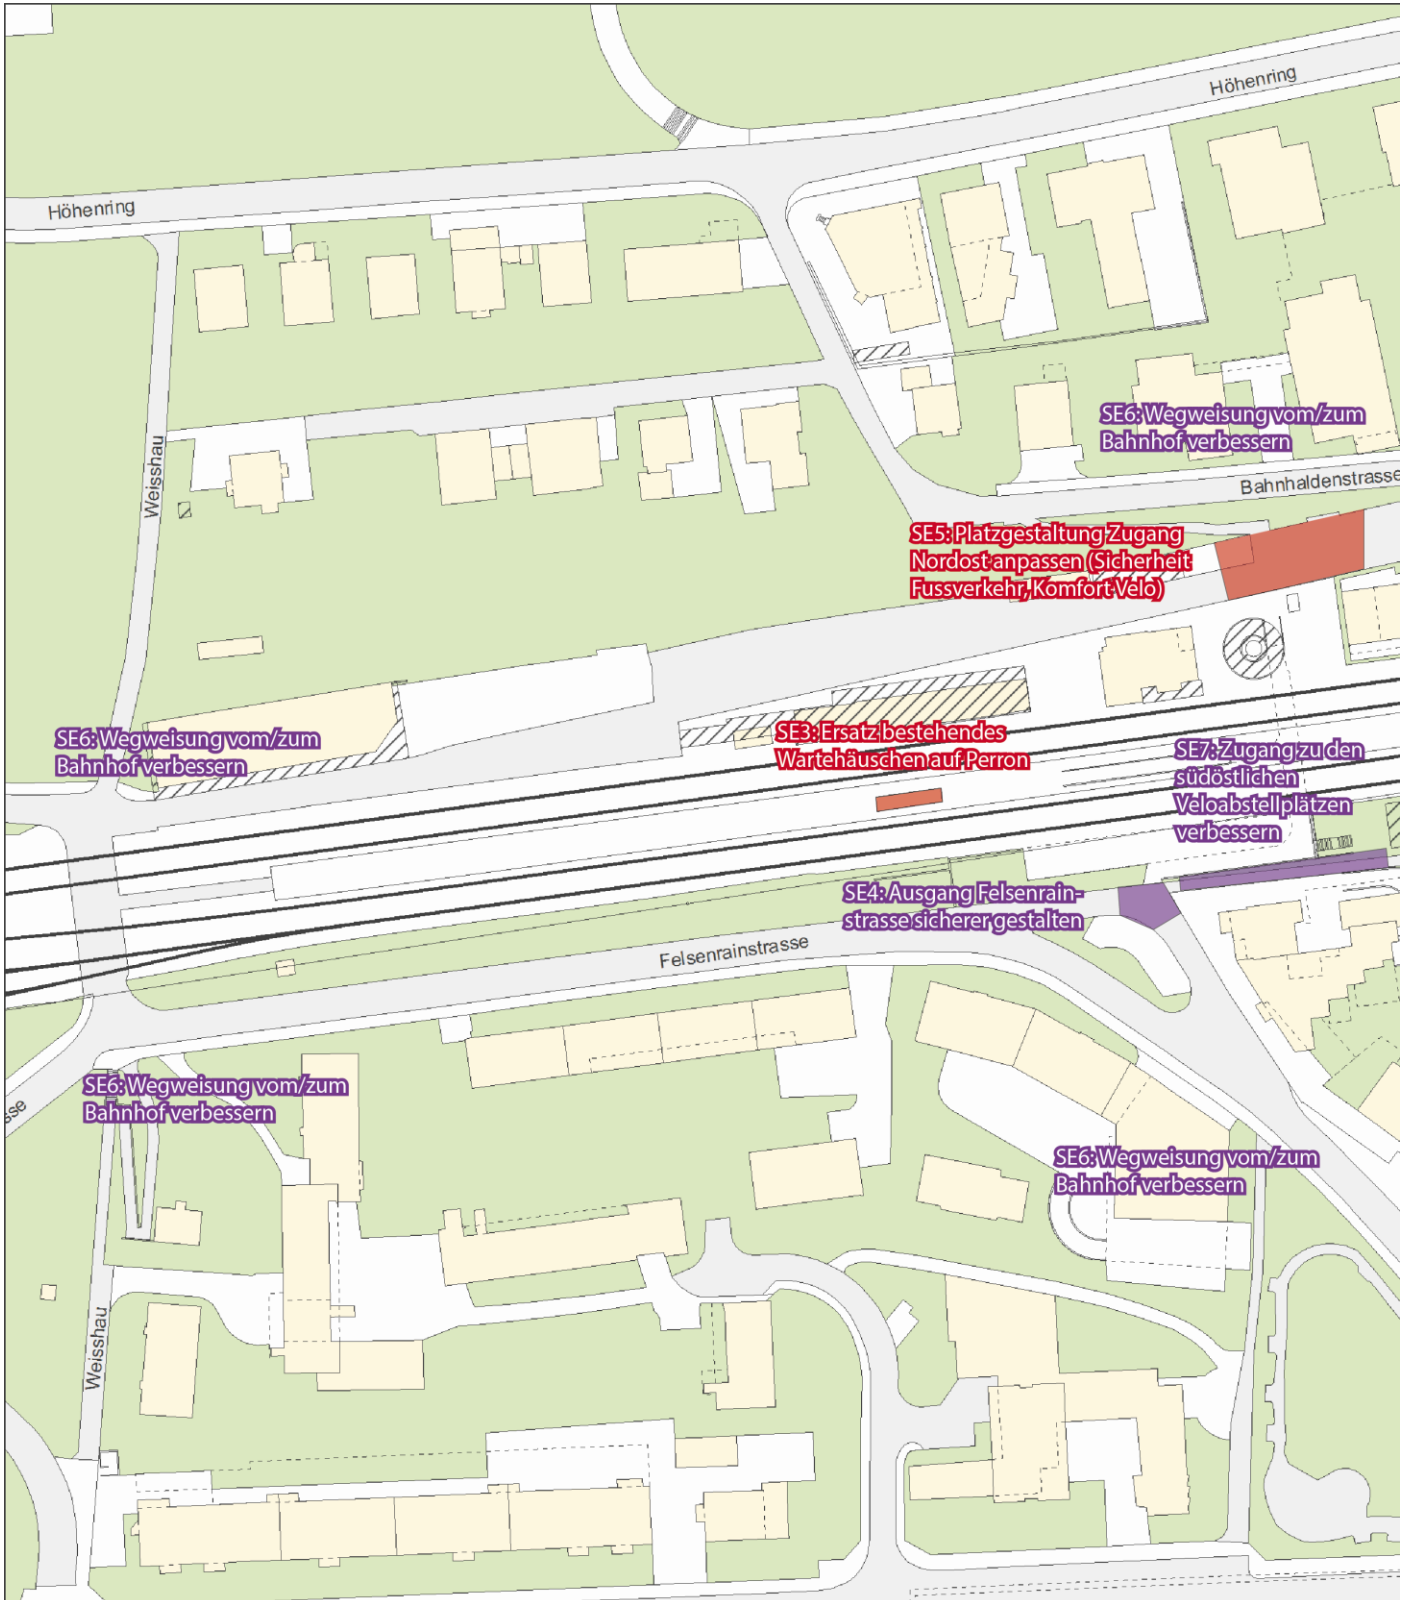 Höhenring
Höhenring
SE6: Wegweisung vom/zum
Bahnhof verbessern
Weisshau
Bahnhaldenstrasse
SE5: Platzgestaltung Zugang
Nordost anpassen (Sicherheit
Fussverkehr, Komfort Velo)
SE6: Wegweisung vom/zum
Bahnhof verbessern
SE3: Ersatz bestehendes
Wartehäuschen auf Perron
SE7: Zugang zu den
südöstlichen
Veloabstellplätzen
verbessern
SE4: Ausgang Felsenrain-
strasse sicherer gestalten
Felsenrainstrasse
SE6: Wegweisung vom/zum
Bahnhof verbessern
sse
SE6: Wegweisung vom/zum
Bahnhof verbessern
Weisshau